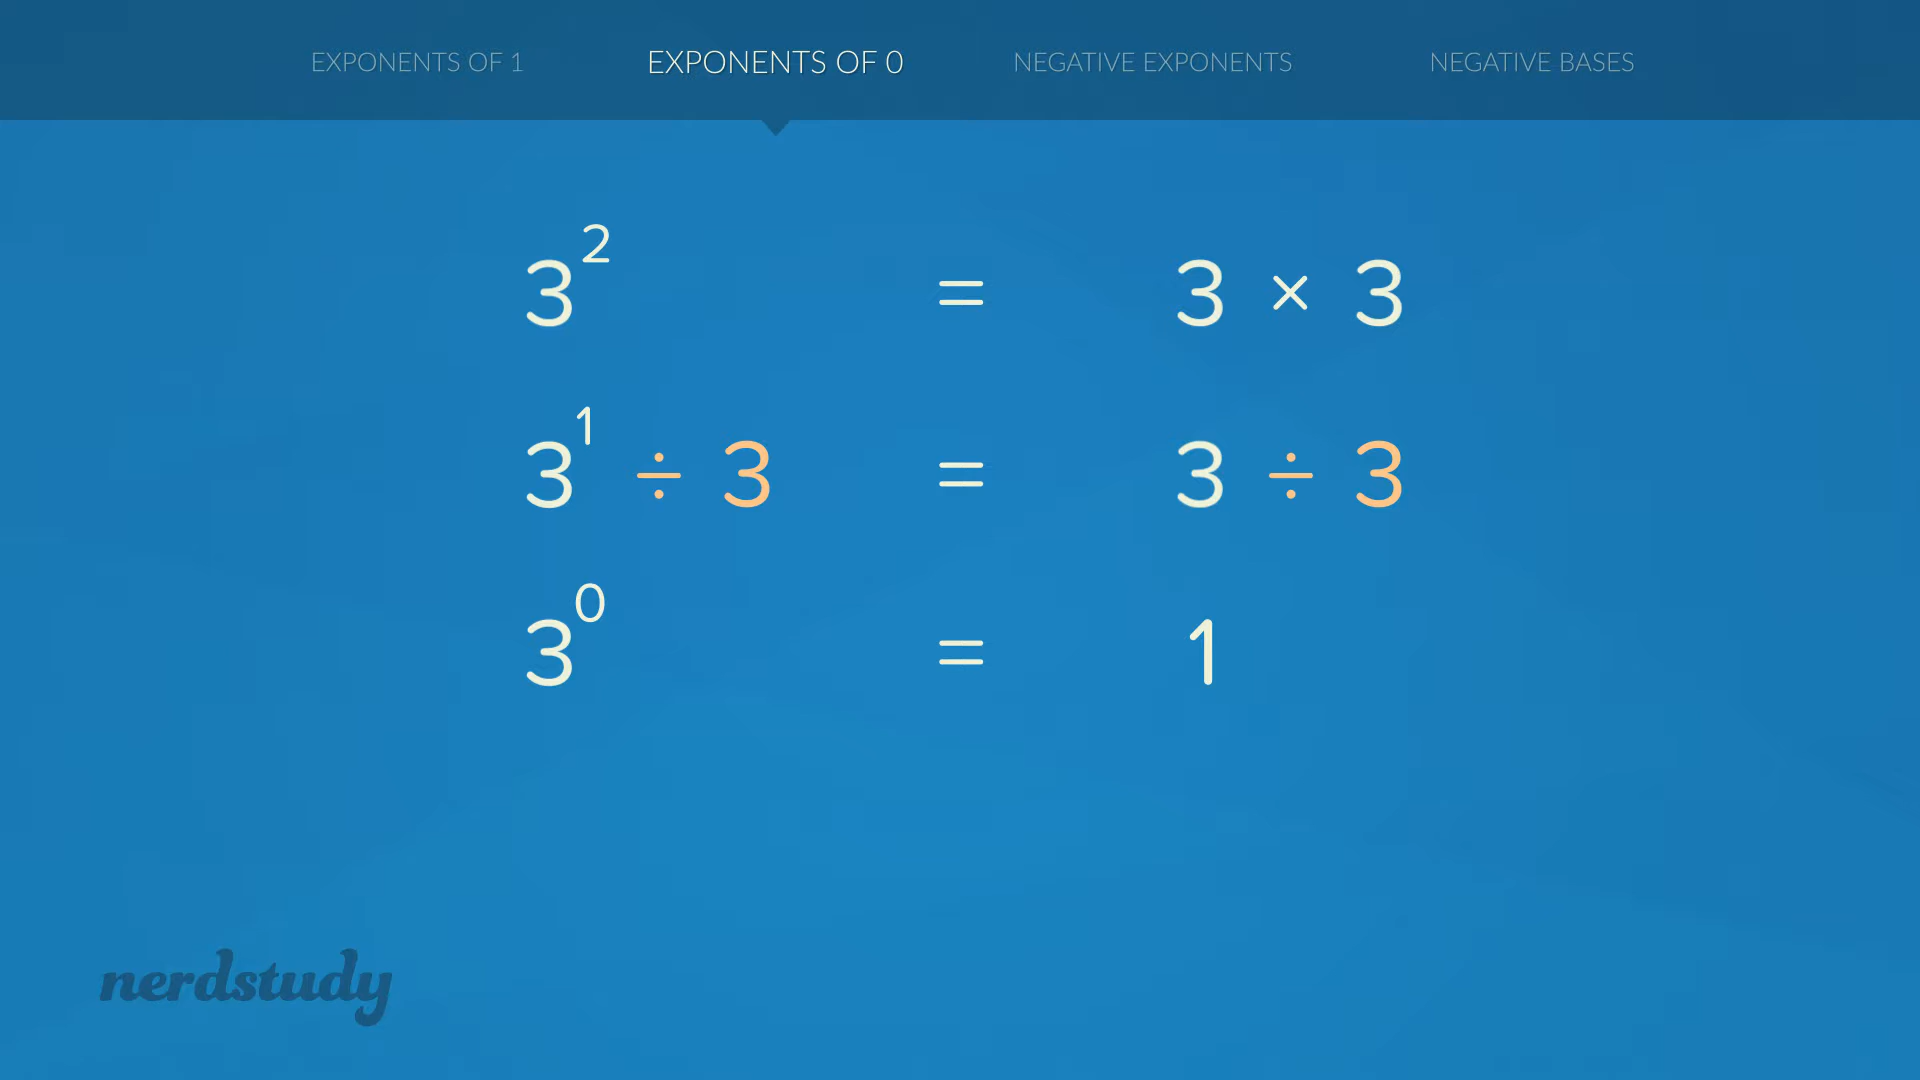 EXPONENTS OF 1 EXPONENTS OF 0 NEGATIVE EXPONENTS NEGATIVE BASES
3² = 3 × 3
3¹ ÷ 3 = 3 ÷ 3
3⁰ = 1
nerdstudy